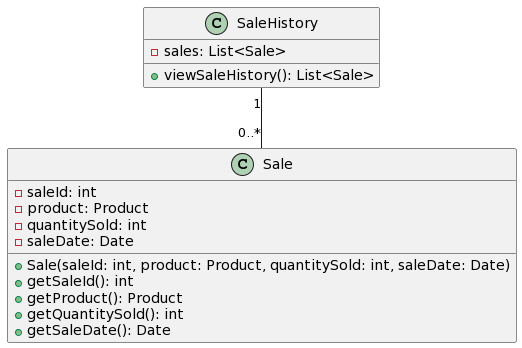 C SaleHistory
sales: List<Sale>
viewSaleHistory(): List<Sale>
1
0..*
C Sale
saleId: int
product: Product
quantitySold: int
saleDate: Date
Sale(saleId: int, product: Product, quantitySold: int, saleDate: Date)
getSaleId(): int
getProduct(): Product
getQuantitySold(): int
getSaleDate(): Date